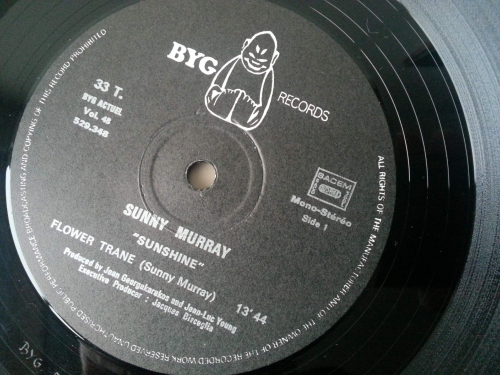 BYG
RECORDS
33 T.
BYG ACTUEL
Vol. 48
529.348
SACEM
Mono-Stéréo
Side 1
SUNNY MURRAY
"SUNSHINE"
FLOWER TRANE (Sunny Murray)
13'44
Produced by Jean Georgakarakos and Jean-Luc Young
Executive Producer : Jacques Bisceglia
ALL RIGHTS OF THE MANUFACTURER AND OF THE OWNER OF THE RECORDED WORK RESERVED UNAUTHORISED PUBLIC PERFORMANCE BROADCASTING AND COPYING OF THIS RECORD PROHIBITED
BYG